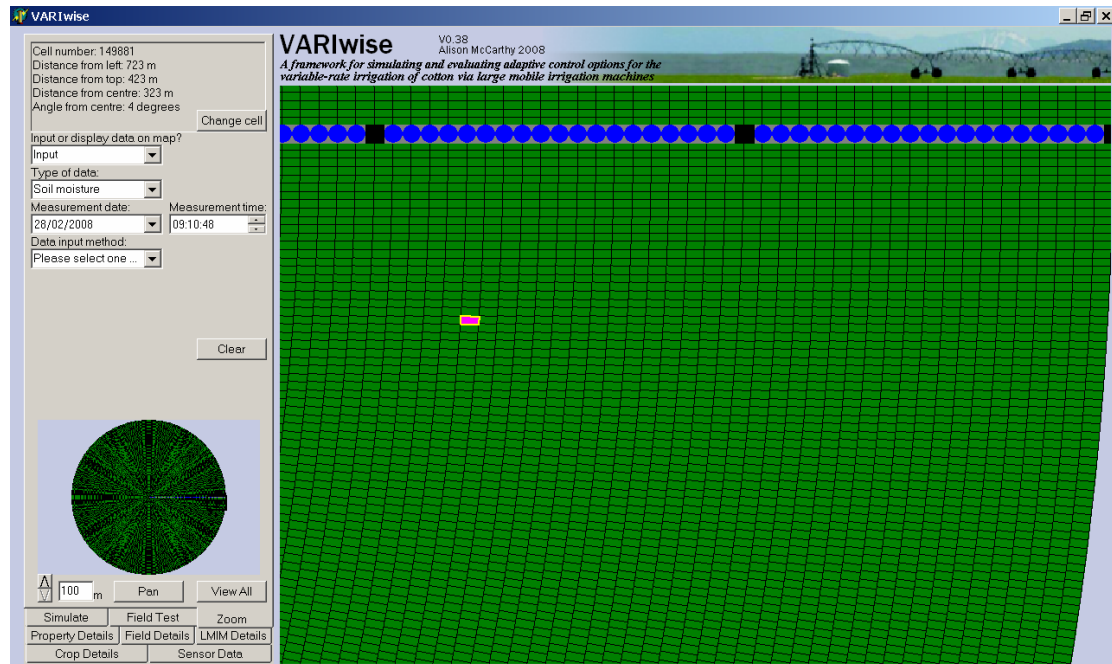 VARIwise
Cell number: 149881
Distance from left: 723 m
Distance from top: 423 m
Distance from centre: 323 m
Angle from centre: 4 degrees
Change cell
Input or display data on map?
Input
Type of data:
Soil moisture
Measurement date: Measurement time:
28/02/2008 09:10:48
Data input method:
Please select one ...
Clear
100 m Pan View All
Simulate Field Test Zoom
Property Details Field Details LMIM Details
Crop Details Sensor Data
VARIwise
V0.38
Alison McCarthy 2008
A framework for simulating and evaluating adaptive control options for the
variable-rate irrigation of cotton via large mobile irrigation machines